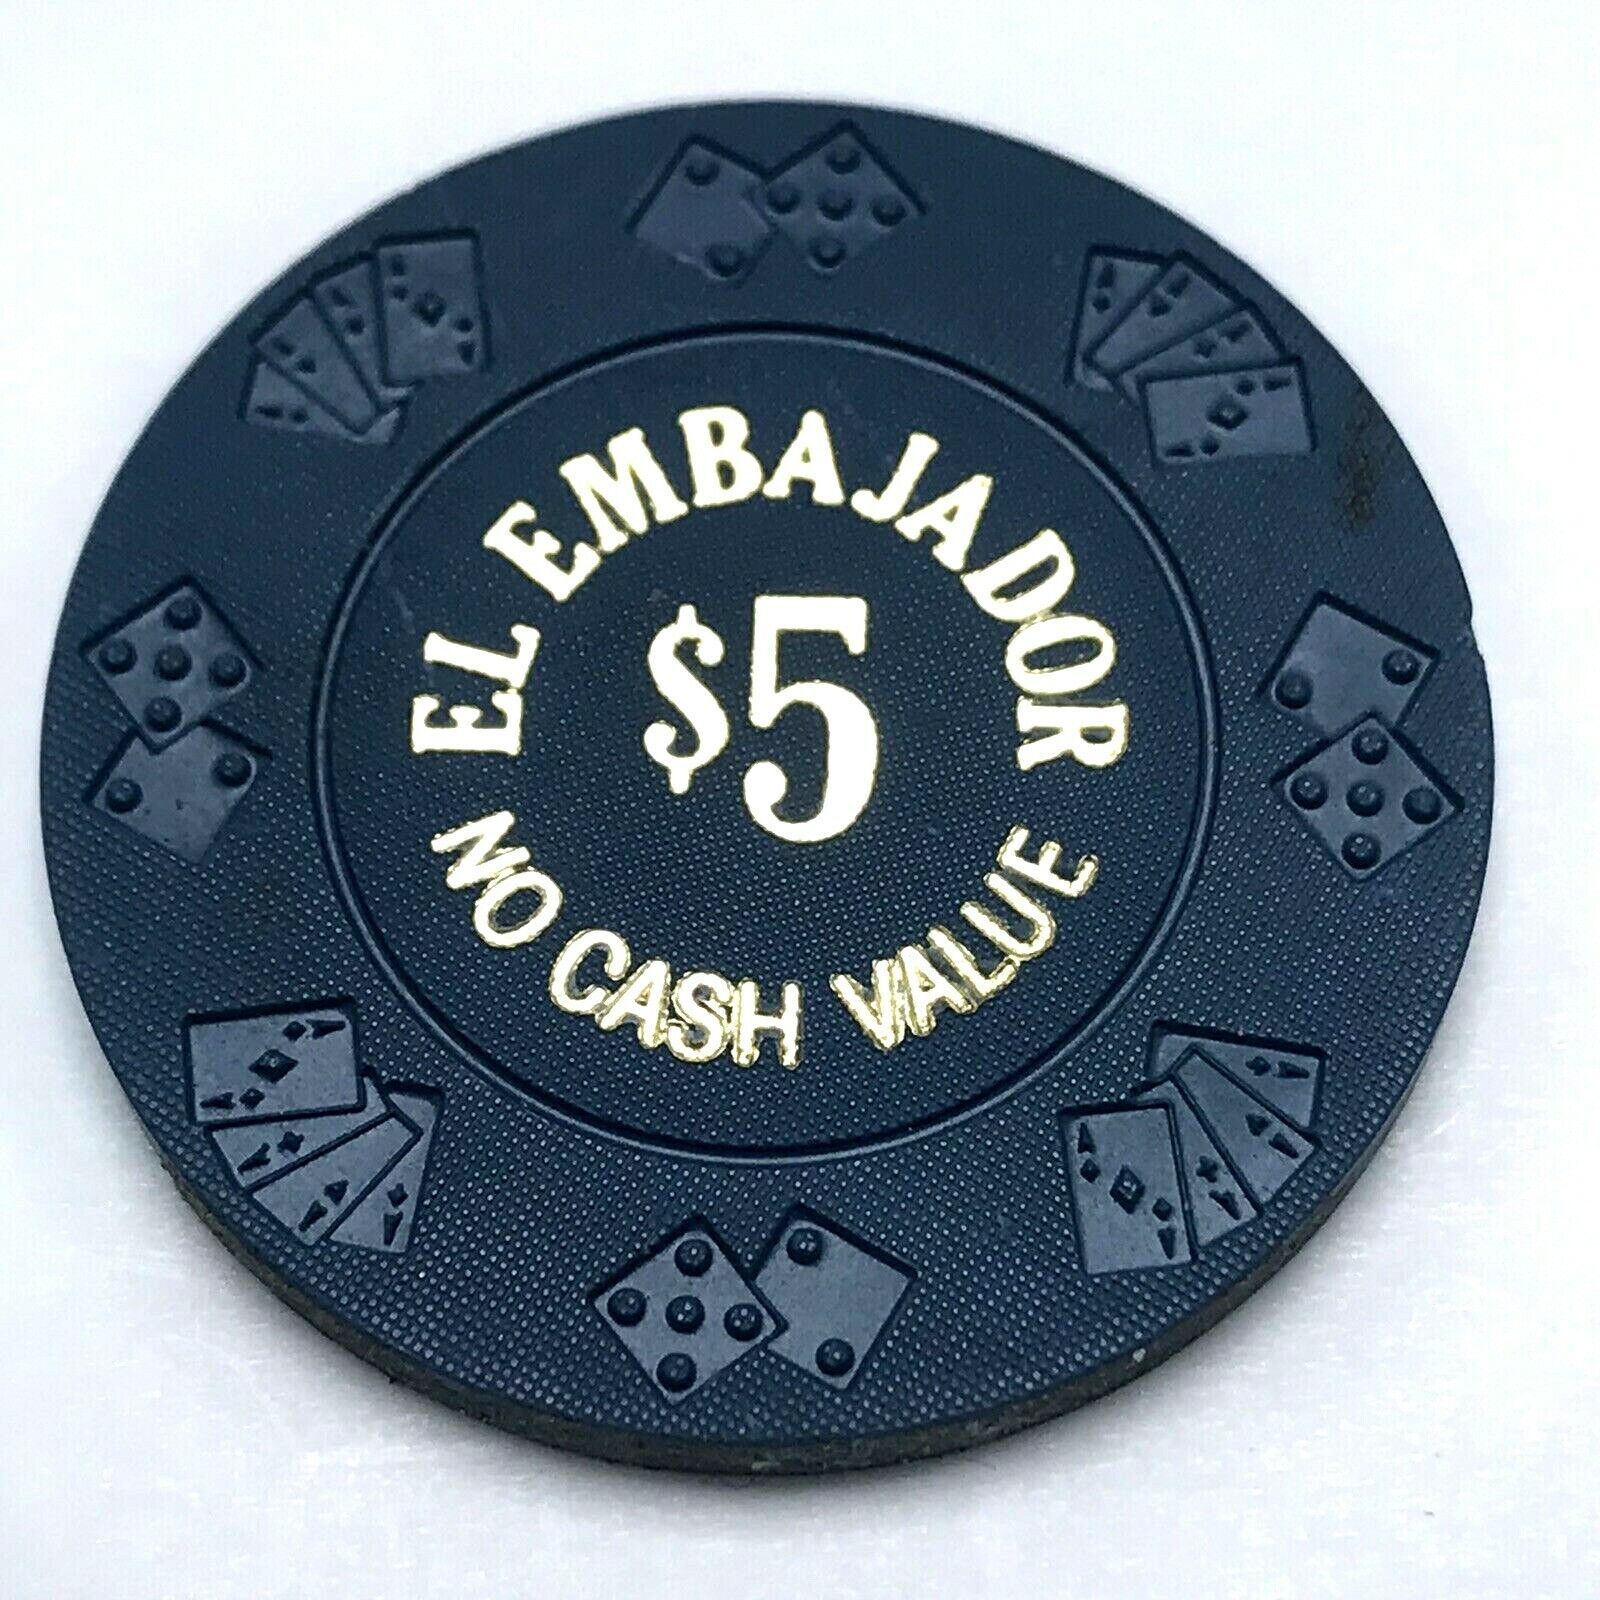 EL EMBAJADOR
$5
NO CASH VALUE